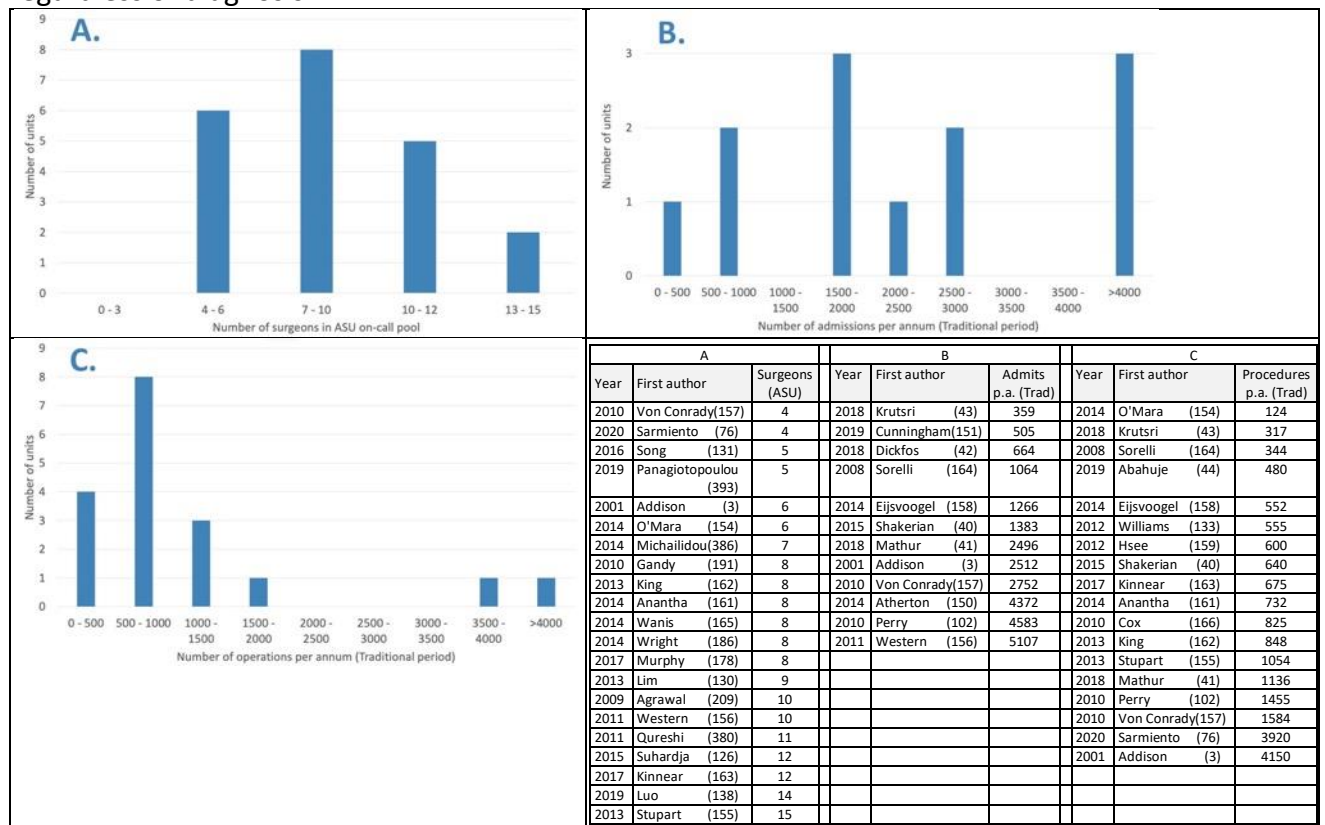 A.
9
8
7
6
5
4
3
2
1
0
Number of units
0 - 3 4 - 6 7 - 10 10 - 12 13 - 15
Number of surgeons in ASU on-call pool
B.
3
2
1
0
Number of units
0 - 500 500 - 1000 1000 - 1500 - 2000 - 2500 - 3000 - 3500 - >4000
1500 2000 2500 3000 3500 4000
Number of admissions per annum (Traditional period)
C.
9
8
7
6
5
4
3
2
1
0
Number of units
0 - 500 500 - 1000 1000 - 1500 - 2000 - 2500 - 3000 - 3500 - >4000
1500 2000 2500 3000 3500 4000
Number of operations per annum (Traditional period)
A B C
Year First author Surgeons (ASU) Year First author Admits p.a. (Trad) Year First author Procedures p.a. (Trad)
2010 Von Conrady(157) 4 2018 Krutsri (43) 359 2014 O'Mara (154) 124
2020 Sarmiento (76) 4 2019 Cunningham(151) 505 2018 Krutsri (43) 317
2016 Song (131) 5 2018 Dickfos (42) 664 2008 Sorelli (164) 344
2019 Panagiotopoulou (393) 5 2008 Sorelli (164) 1064 2019 Abahuje (44) 480
2001 Addison (3) 6 2014 Eijsvoogel (158) 1266 2014 Eijsvoogel (158) 552
2014 O'Mara (154) 6 2015 Shakerian (40) 1383 2012 Williams (133) 555
2014 Michailidou(386) 7 2018 Mathur (41) 2496 2012 Hsee (159) 600
2010 Gandy (191) 8 2001 Addison (3) 2512 2015 Shakerian (40) 640
2013 King (162) 8 2010 Von Conrady(157) 2752 2017 Kinnear (163) 675
2014 Anantha (161) 8 2014 Atherton (150) 4372 2014 Anantha (161) 732
2014 Wanis (165) 8 2010 Perry (102) 4583 2010 Cox (166) 825
2014 Wright (186) 8 2011 Western (156) 5107 2013 King (162) 848
2017 Murphy (178) 8 2013 Stupart (155) 1054
2013 Lim (130) 9 2018 Mathur (41) 1136
2009 Agrawal (209) 10 2010 Perry (102) 1455
2011 Western (156) 10 2010 Von Conrady(157) 1584
2011 Qureshi (380) 11 2020 Sarmiento (76) 3920
2015 Suhardja (126) 12 2001 Addison (3) 4150
2017 Kinnear (163) 12
2019 Luo (138) 14
2013 Stupart (155) 15